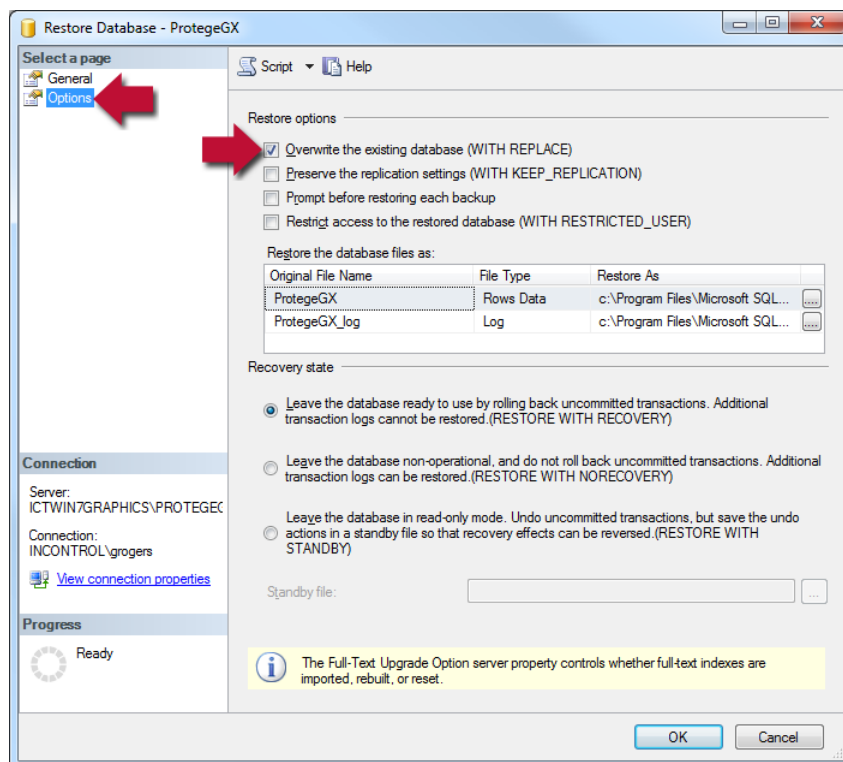 Restore Database - ProtegeGX
Select a page
General
Options
Script
Help
Restore options
Overwrite the existing database (WITH REPLACE)
Preserve the replication settings (WITH KEEP_REPLICATION)
Prompt before restoring each backup
Restrict access to the restored database (WITH RESTRICTED_USER)
Restore the database files as:
Original File Name File Type Restore As
ProtegeGX Rows Data c:\Program Files\Microsoft SQL... ...
ProtegeGX_log Log c:\Program Files\Microsoft SQL... ...
Recovery state
Leave the database ready to use by rolling back uncommitted transactions. Additional
transaction logs cannot be restored.(RESTORE WITH RECOVERY)
Leave the database non-operational, and do not roll back uncommitted transactions. Additional
transaction logs can be restored.(RESTORE WITH NORECOVERY)
Leave the database in read-only mode. Undo uncommitted transactions, but save the undo
actions in a standby file so that recovery effects can be reversed.(RESTORE WITH
STANDBY)
Standby file:
...
Connection
Server:
ICTWIN7GRAPHICS\PROTEGEC
Connection:
INCONTROL\grogers
View connection properties
Progress
Ready
The Full-Text Upgrade Option server property controls whether full-text indexes are
imported, rebuilt, or reset.
OK
Cancel